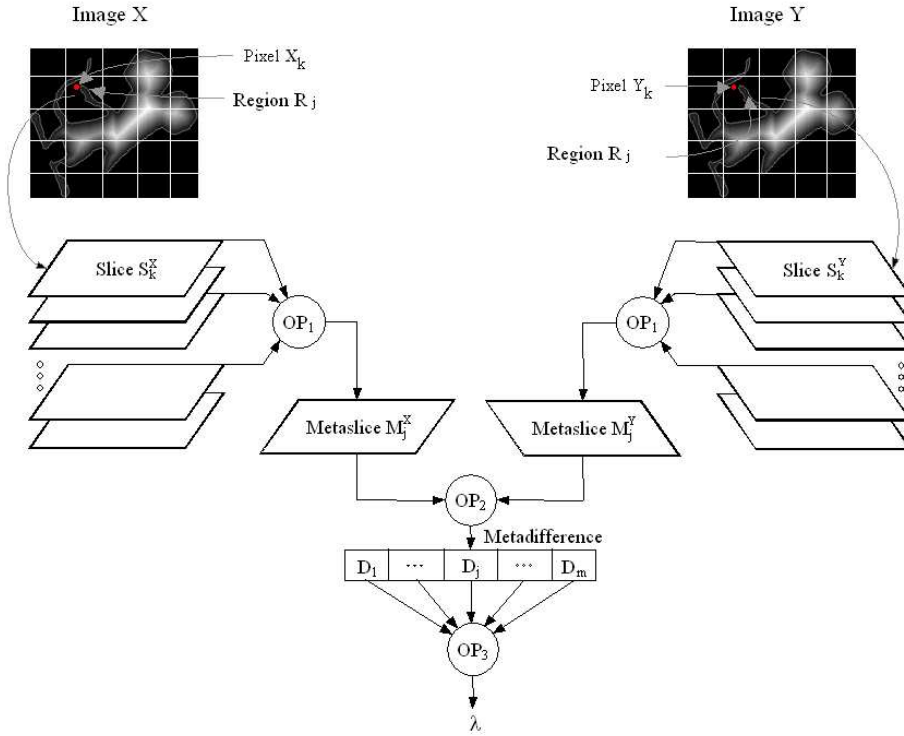 Image X
Image Y
Pixel X_k
Region R_j
Pixel Y_k
Region R_j
Slice S_k^X
Slice S_k^Y
OP_1
OP_1
Metaslice M_j^X
Metaslice M_j^Y
OP_2
Metadifference
D_1 ... D_j ... D_m
OP_3
λ